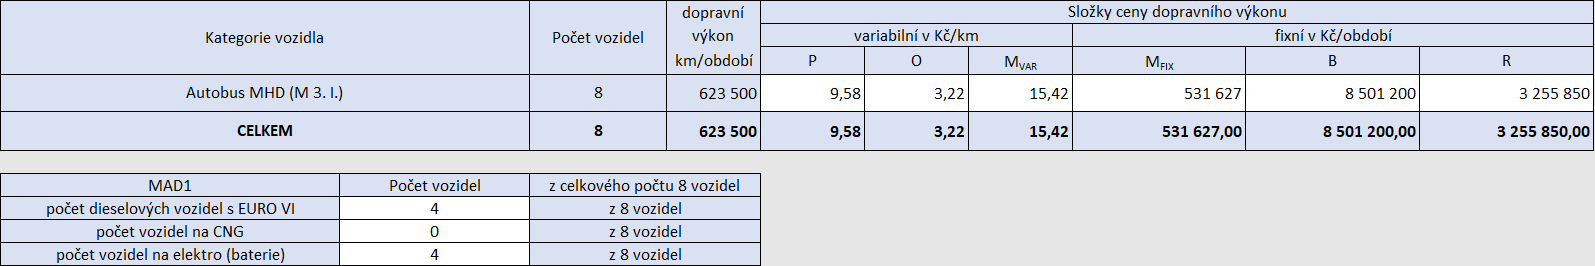 Kategorie vozidla Počet vozidel dopravní výkon km/období Složky ceny dopravního výkonu
variabilní v Kč/km fixní v Kč/období
P O MVAR MFIX B R
Autobus MHD (M 3. I.) 8 623 500 9,58 3,22 15,42 531 627 8 501 200 3 255 850
CELKEM 8 623 500 9,58 3,22 15,42 531 627,00 8 501 200,00 3 255 850,00
MAD1 Počet vozidel z celkového počtu 8 vozidel
počet dieselových vozidel s EURO VI 4 z 8 vozidel
počet vozidel na CNG 0 z 8 vozidel
počet vozidel na elektro (baterie) 4 z 8 vozidel